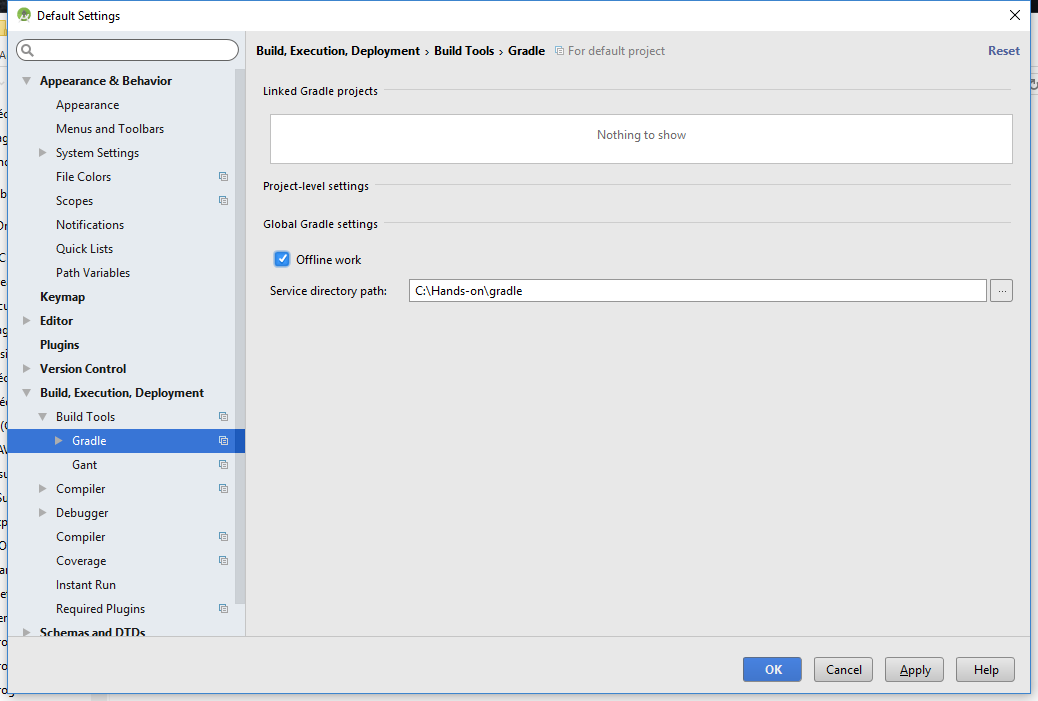 Default Settings
Build, Execution, Deployment › Build Tools › Gradle For default project Reset
Appearance & Behavior
Appearance
Menus and Toolbars
System Settings
File Colors
Scopes
Notifications
Quick Lists
Path Variables
Keymap
Editor
Plugins
Version Control
Build, Execution, Deployment
Build Tools
Gradle
Gant
Compiler
Debugger
Compiler
Coverage
Instant Run
Required Plugins
Schemas and DTDs
Linked Gradle projects
Nothing to show
Project-level settings
Global Gradle settings
Offline work
Service directory path: C:\Hands-on\gradle ...
OK Cancel Apply Help